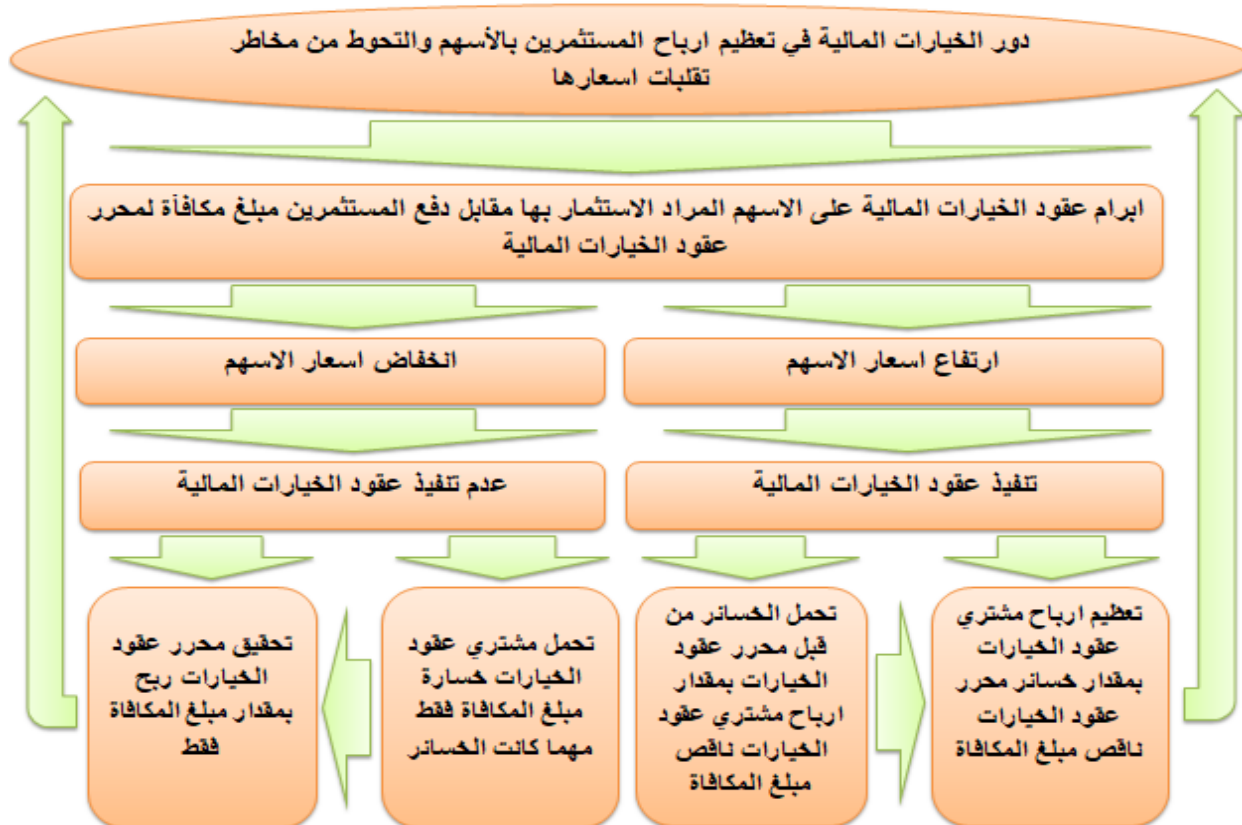 دور الخيارات المالية في تعظيم ارباح المستثمرين بالأسهم والتحوط من مخاطر
تقلبات اسعارها
ابرام عقود الخيارات المالية على الاسهم المراد الاستثمار بها مقابل دفع المستثمرين مبلغ مكافأة لمحرر
عقود الخيارات المالية
ارتفاع اسعار الاسهم
انخفاض اسعار الاسهم
تنفيذ عقود الخيارات المالية
عدم تنفيذ عقود الخيارات المالية
تعظيم ارباح مشتري
عقود الخيارات
بمقدار خسائر محرر
عقود الخيارات
ناقص مبلغ المكافاة
تحمل الخسائر من
قبل محرر عقود
الخيارات بمقدار
ارباح مشتري عقود
الخيارات ناقص
مبلغ المكافاة
تحمل مشتري عقود
الخيارات خسارة
مبلغ المكافاة فقط
مهما كانت الخسائر
تحقيق محرر عقود
الخيارات ربح
بمقدار مبلغ المكافاة
فقط